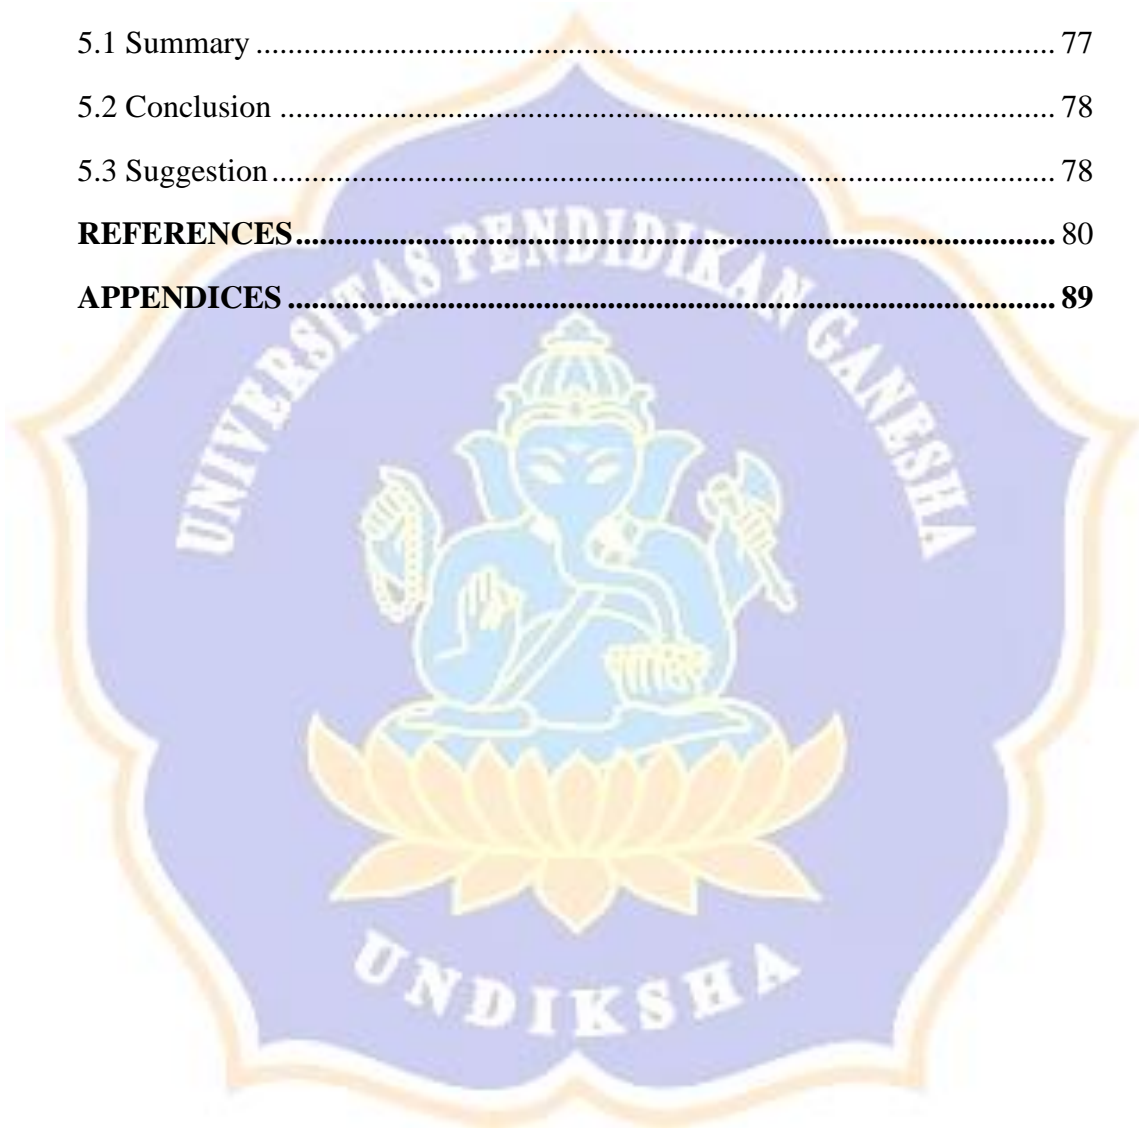 5.1 Summary .................................................................................................. 77
5.2 Conclusion ............................................................................................... 78
5.3 Suggestion ................................................................................................ 78
REFERENCES ............................................................................................. 80
APPENDICES .............................................................................................. 89
UNIVERSITAS PENDIDIKAN GANESHA
UNDIKSHA